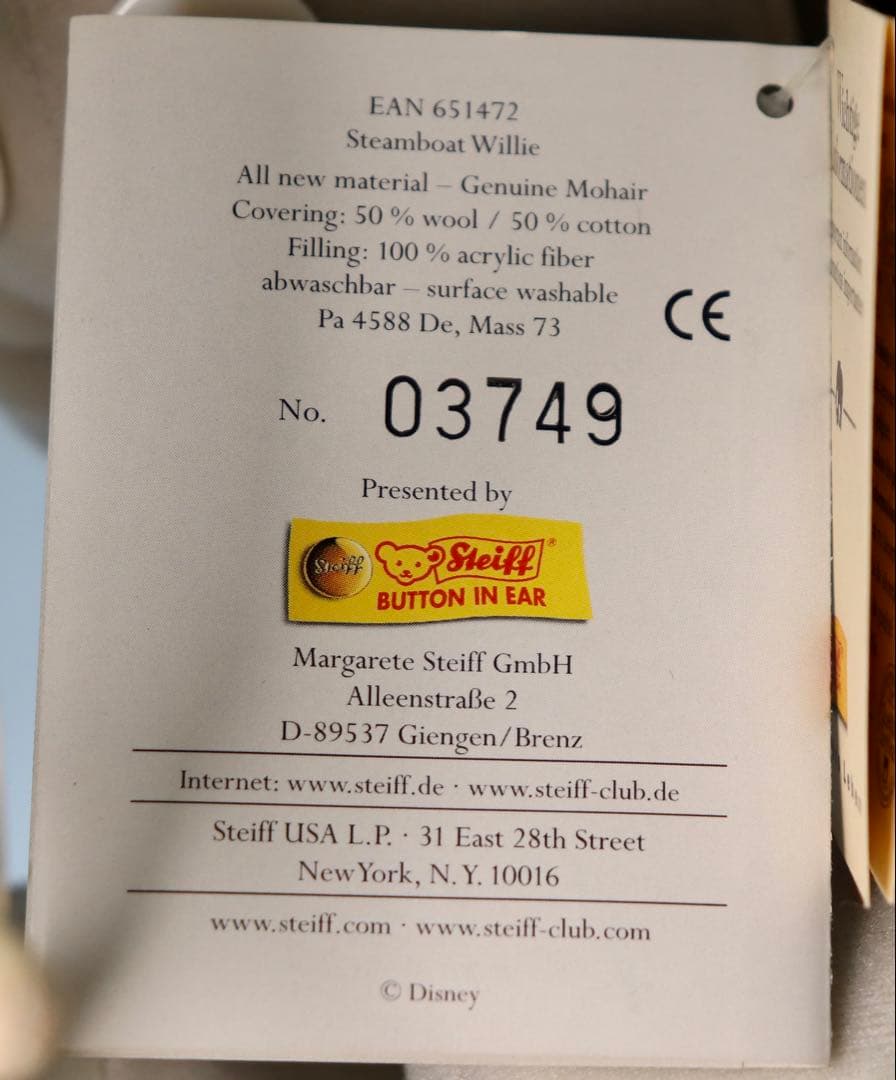 EAN 651472
Steamboat Willie
All new material – Genuine Mohair
Covering: 50 % wool / 50 % cotton
Filling: 100 % acrylic fiber
abwaschbar – surface washable
Pa 4588 De, Mass 73
CE
No. 03749
Presented by
Steiff
Steiff®
BUTTON IN EAR
Margarete Steiff GmbH
Alleenstraße 2
D-89537 Giengen/Brenz
Internet: www.steiff.de · www.steiff-club.de
Steiff USA L.P. · 31 East 28th Street
New York, N.Y. 10016
www.steiff.com · www.steiff-club.com
© Disney